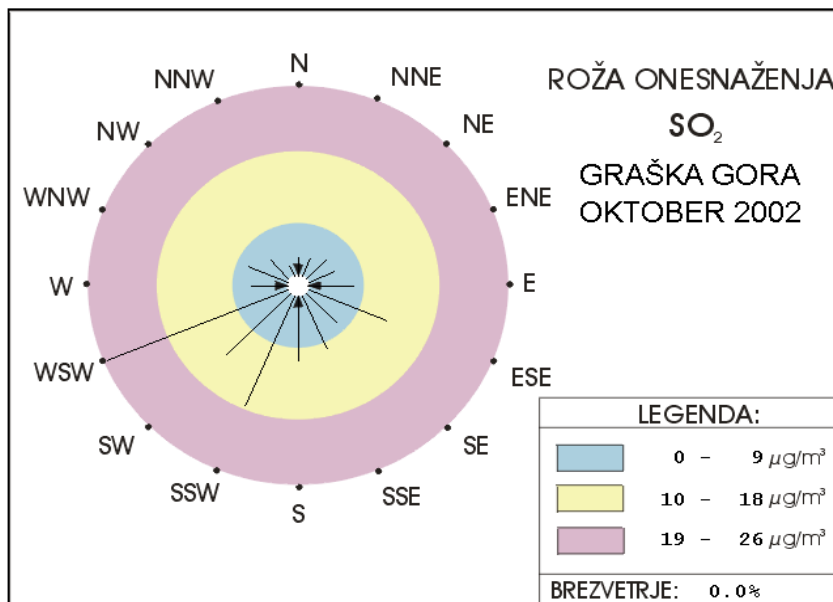 N
NNE
NE
ENE
E
ESE
SE
SSE
S
SSW
SW
WSW
W
WNW
NW
NNW
ROŽA ONESNAŽENJA
SO₂
GRAŠKA GORA
OKTOBER 2002
LEGENDA:
0 - 9 µg/m³
10 - 18 µg/m³
19 - 26 µg/m³
BREZVETRJE: 0.0%